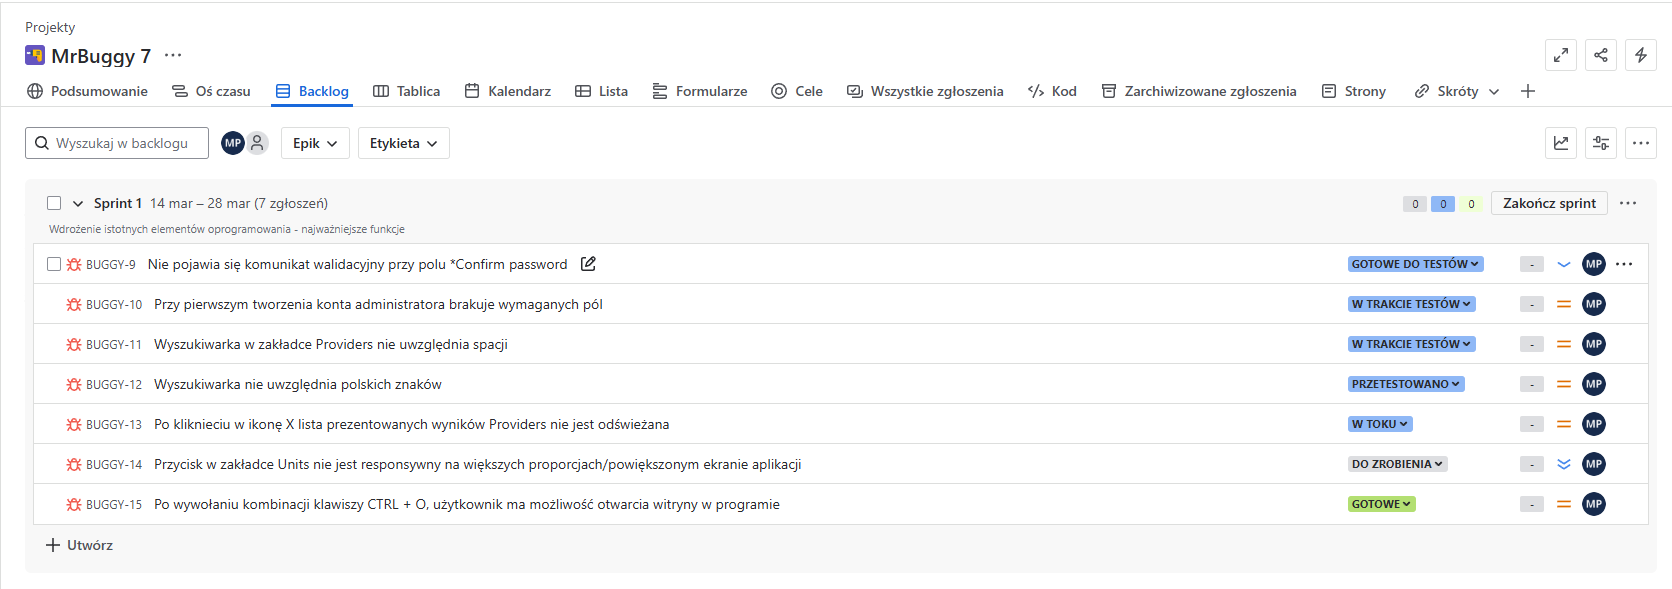 Projekty
MrBuggy 7
Podsumowanie Oś czasu Backlog Tablica Kalendarz Lista Formularze Cele Wszystkie zgłoszenia Kod Zarchiwizowane zgłoszenia Strony Skróty
Wyszukaj w backlogu MP Epik Etykieta
Sprint 1 14 mar – 28 mar (7 zgłoszeń) 0 0 0 Zakończ sprint
Wdrożenie istotnych elementów oprogramowania - najważniejsze funkcje
BUGGY-9 Nie pojawia się komunikat walidacyjny przy polu *Confirm password GOTOWE DO TESTÓW - MP
BUGGY-10 Przy pierwszym tworzenia konta administratora brakuje wymaganych pól W TRAKCIE TESTÓW - MP
BUGGY-11 Wyszukiwarka w zakładce Providers nie uwzględnia spacji W TRAKCIE TESTÓW - MP
BUGGY-12 Wyszukiwarka nie uwzględnia polskich znaków PRZETESTOWANO - MP
BUGGY-13 Po kliknieciu w ikonę X lista prezentowanych wyników Providers nie jest odświeżana W TOKU - MP
BUGGY-14 Przycisk w zakładce Units nie jest responsywny na większych proporcjach/powiększonym ekranie aplikacji DO ZROBIENIA - MP
BUGGY-15 Po wywołaniu kombinacji klawiszy CTRL + O, użytkownik ma możliwość otwarcia witryny w programie GOTOWE - MP
Utwórz